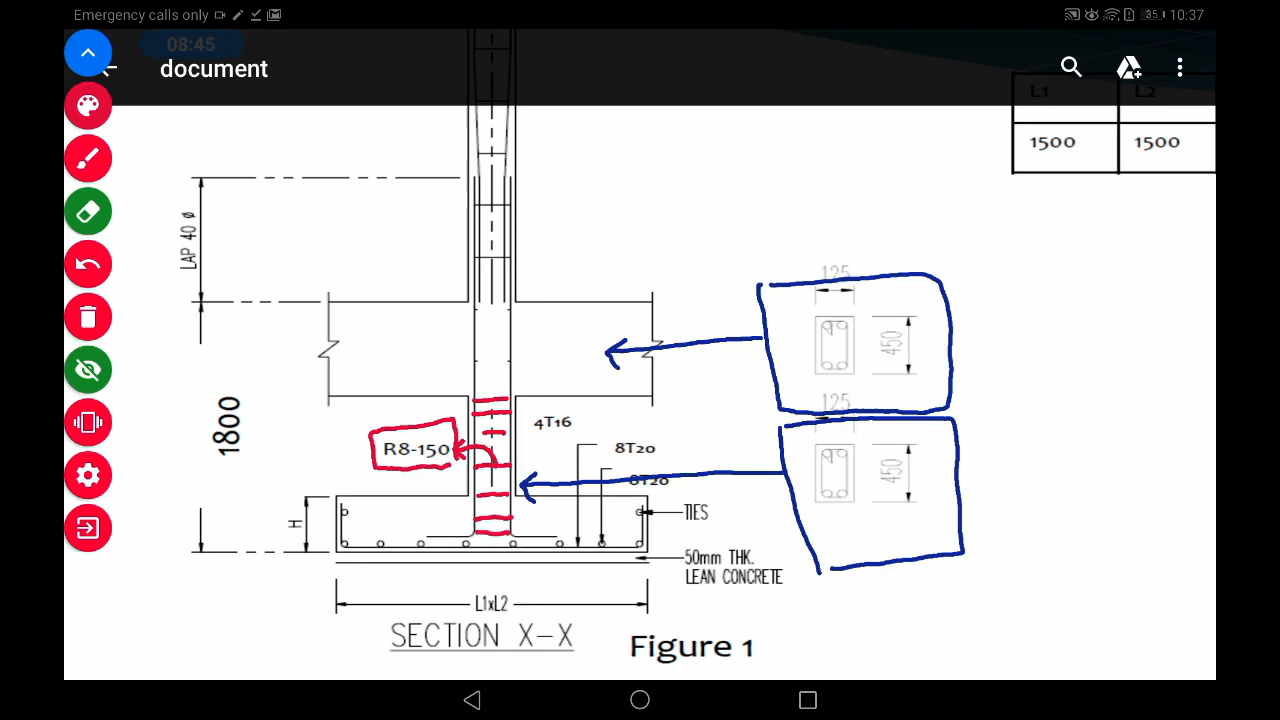 Emergency calls only
35
10:37
08:45
document
L1 L2
1500 1500
LAP 40 ø
125
450
125
450
1800
4T16
R8-150
8T20
8T20
H
TIES
50mm THK.
LEAN CONCRETE
L1xL2
SECTION X-X
Figure 1